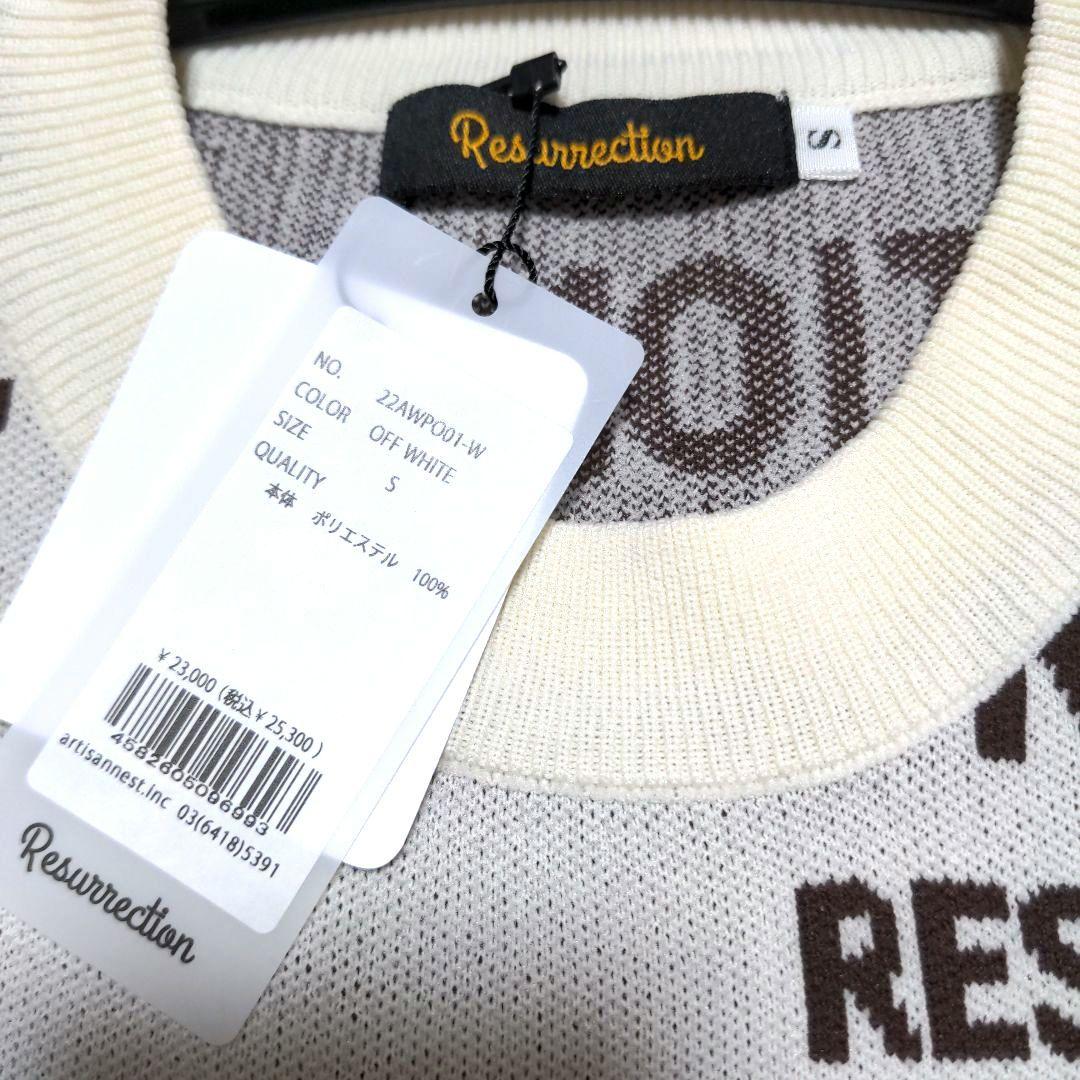 Resurrection
S
NO. 22AWPO01-W
COLOR OFF WHITE
SIZE S
QUALITY
本体 ポリエステル 100%
¥ 23,000 (税込 ¥ 25,300)
4582605096993
artisannest.inc 03(6418)5391
Resurrection
RES